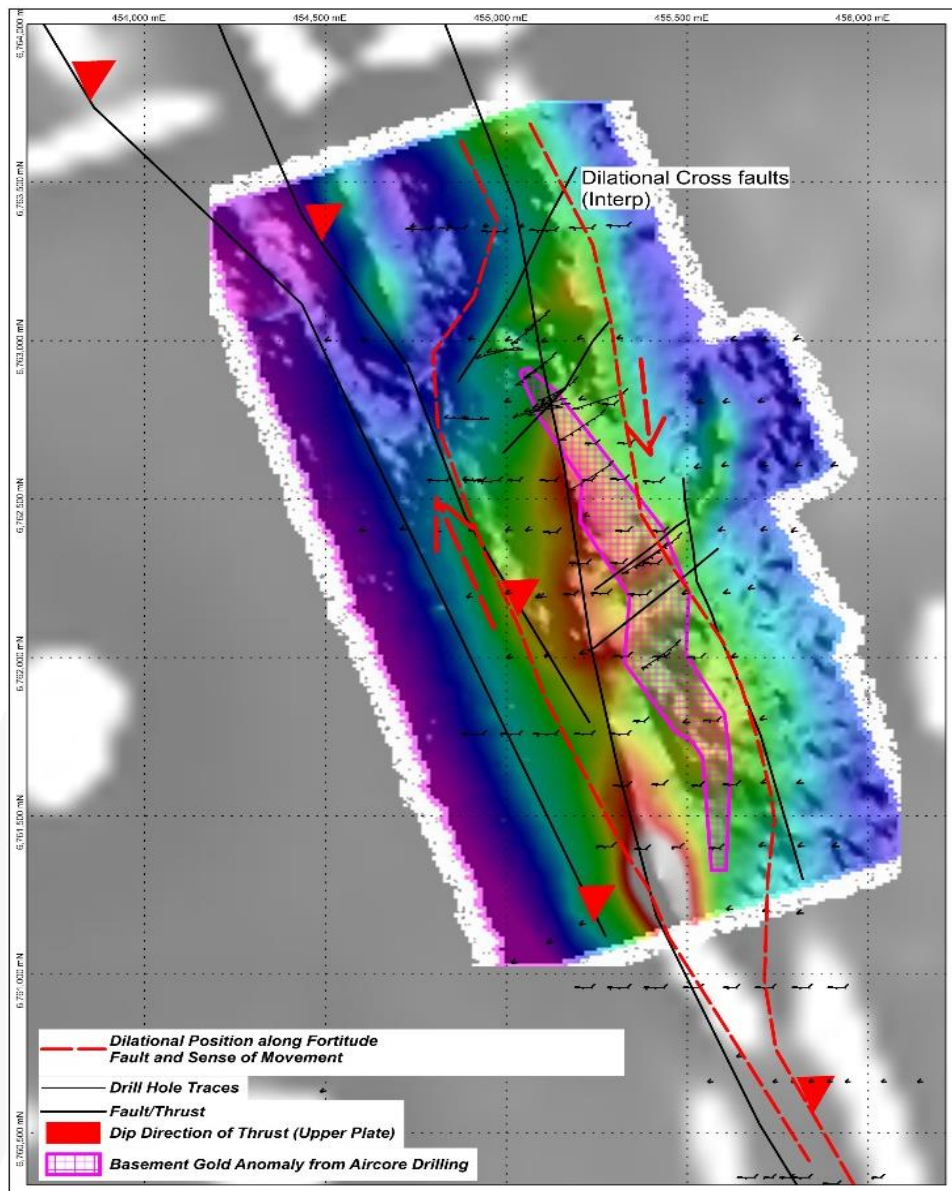 454,000 mE
454,500 mE
455,000 mE
455,500 mE
456,000 mE
6,764,000 mN
6,763,500 mN
6,763,000 mN
6,762,500 mN
6,762,000 mN
6,761,500 mN
6,761,000 mN
6,760,500 mN
Dilational Cross faults
(Interp)
Dilational Position along Fortitude
Fault and Sense of Movement
Drill Hole Traces
Fault/Thrust
Dip Direction of Thrust (Upper Plate)
Basement Gold Anomaly from Aircore Drilling